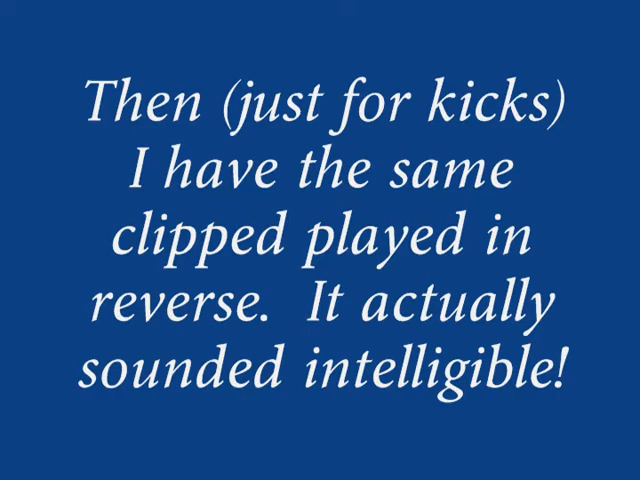 Then (just for kicks)
I have the same
clipped played in
reverse.  It actually
sounded intelligible!